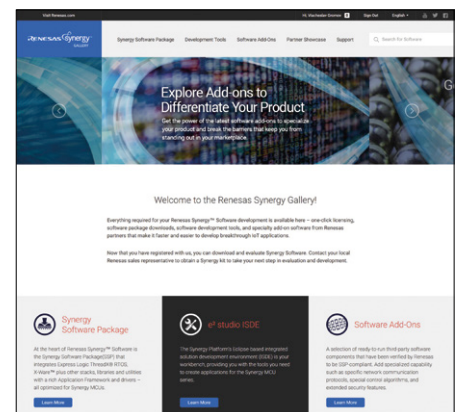 Visit Renesas.com
Sign Out
English
RENESAS Synergy
GALLERY
Synergy Software Package
Development Tools
Software Add-Ons
Partner Showcase
Support
Search for Software
Explore Add-ons to
Differentiate Your Product
Get the power of the latest software add-ons to specialize
your product and break the barriers that keep you from
standing out in your marketplace.
G
Welcome to the Renesas Synergy Gallery!
Everything required for your Renesas Synergy™ Software development is available here – one-click licensing,
software package downloads, software development tools, and specialty add-on software from Renesas
partners that make it faster and easier to develop breakthrough IoT applications.
Now that you have registered with us, you can download and evaluate Synergy Software. Contact your local
Renesas sales representative to obtain a Synergy kit to take your next step in evaluation and development.
Synergy
Software Package
At the heart of Renesas Synergy™ Software is
the Synergy Software Package(SSP) that
integrates Express Logic ThreadX® RTOS,
X-Ware™ plus other stacks, libraries and utilities
with a rich Application Framework and drivers –
all optimized for Synergy MCUs.
Learn More
e² studio ISDE
The Synergy Platform's Eclipse based integrated
solution development environment (ISDE) is your
workbench, providing you with the tools you need
to create applications for the Synergy MCU
series.
Learn More
Software Add-Ons
A selection of ready-to-run third-party software
components that have been verified by Renesas
to be SSP-compliant. Add specialized capability
such as specific network communication
protocols, special control algorithms, and
extended security features.
Learn More